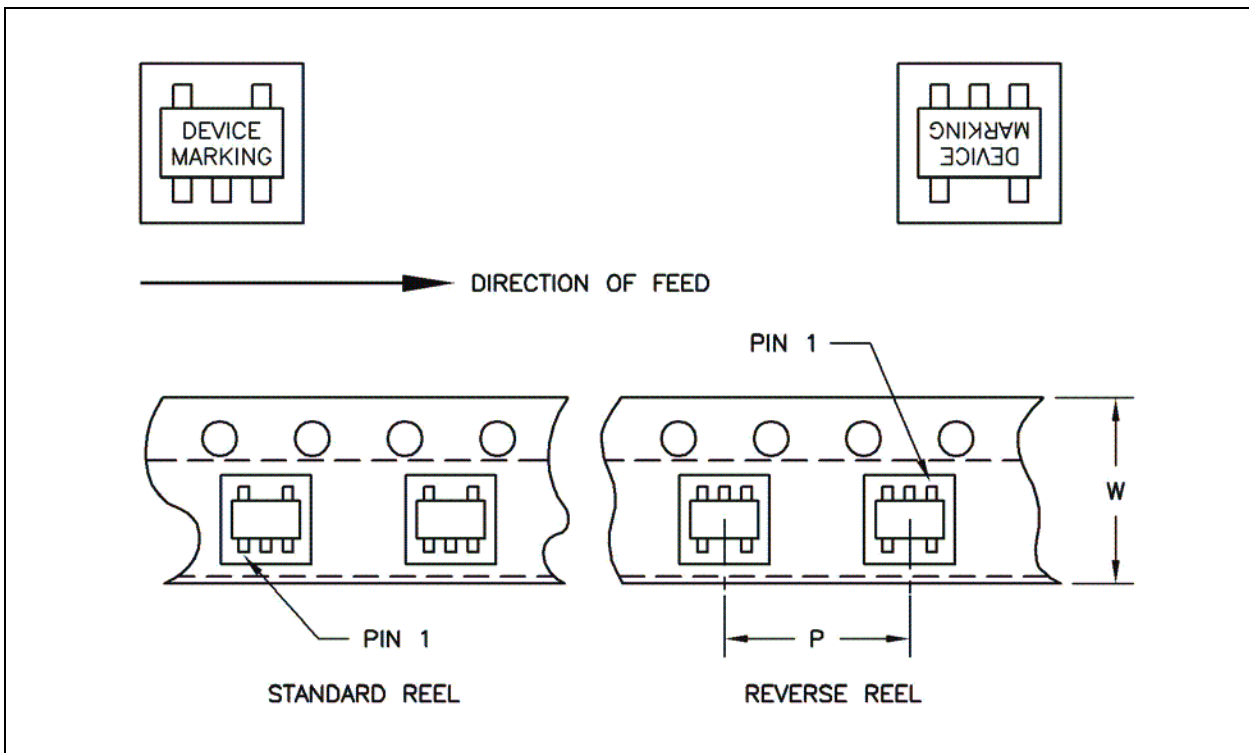 DEVICE
MARKING
DEVICE
MARKING
DIRECTION OF FEED
PIN 1
W
PIN 1
P
STANDARD REEL
REVERSE REEL